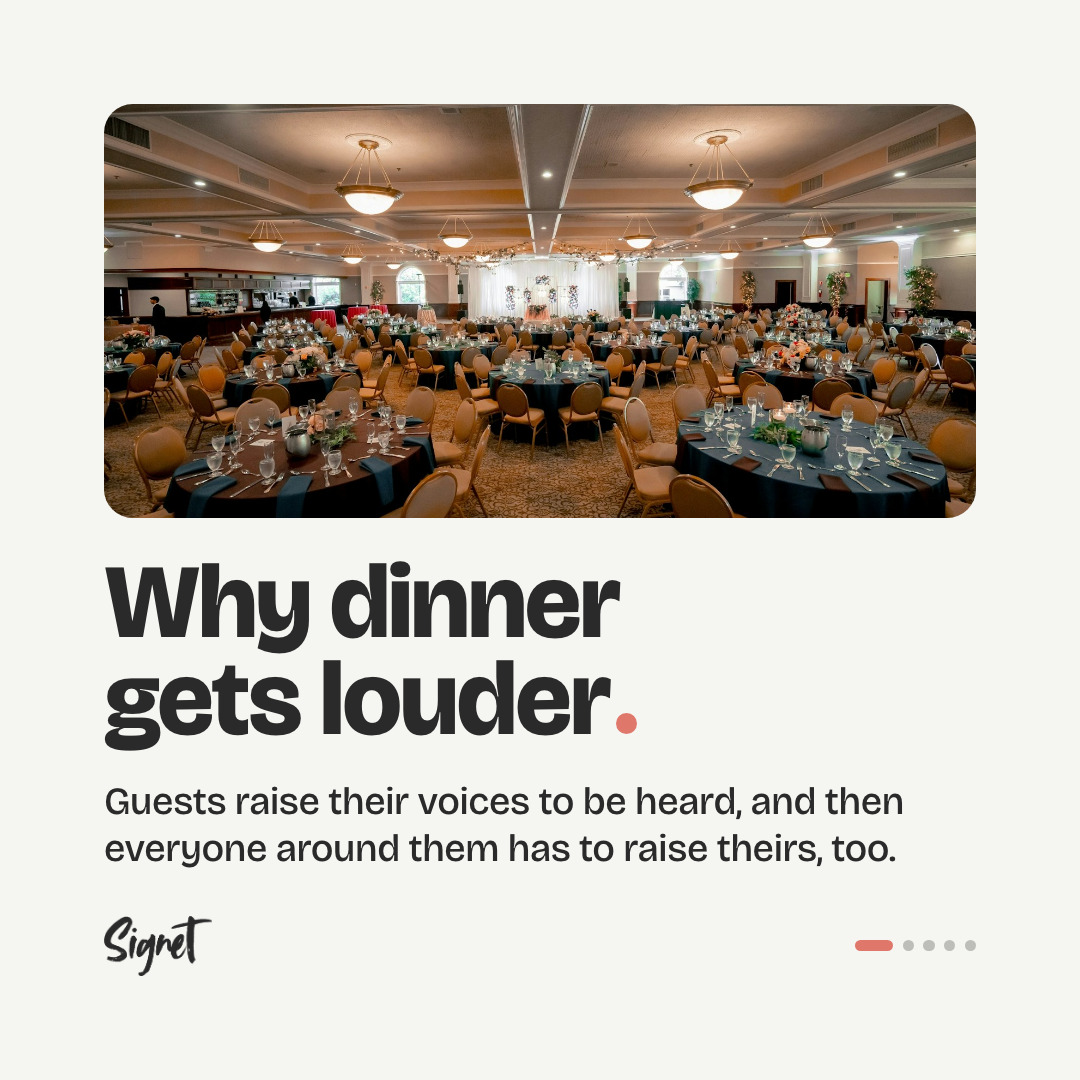 Why dinner
gets louder.
Guests raise their voices to be heard, and then
everyone around them has to raise theirs, too.
Signet